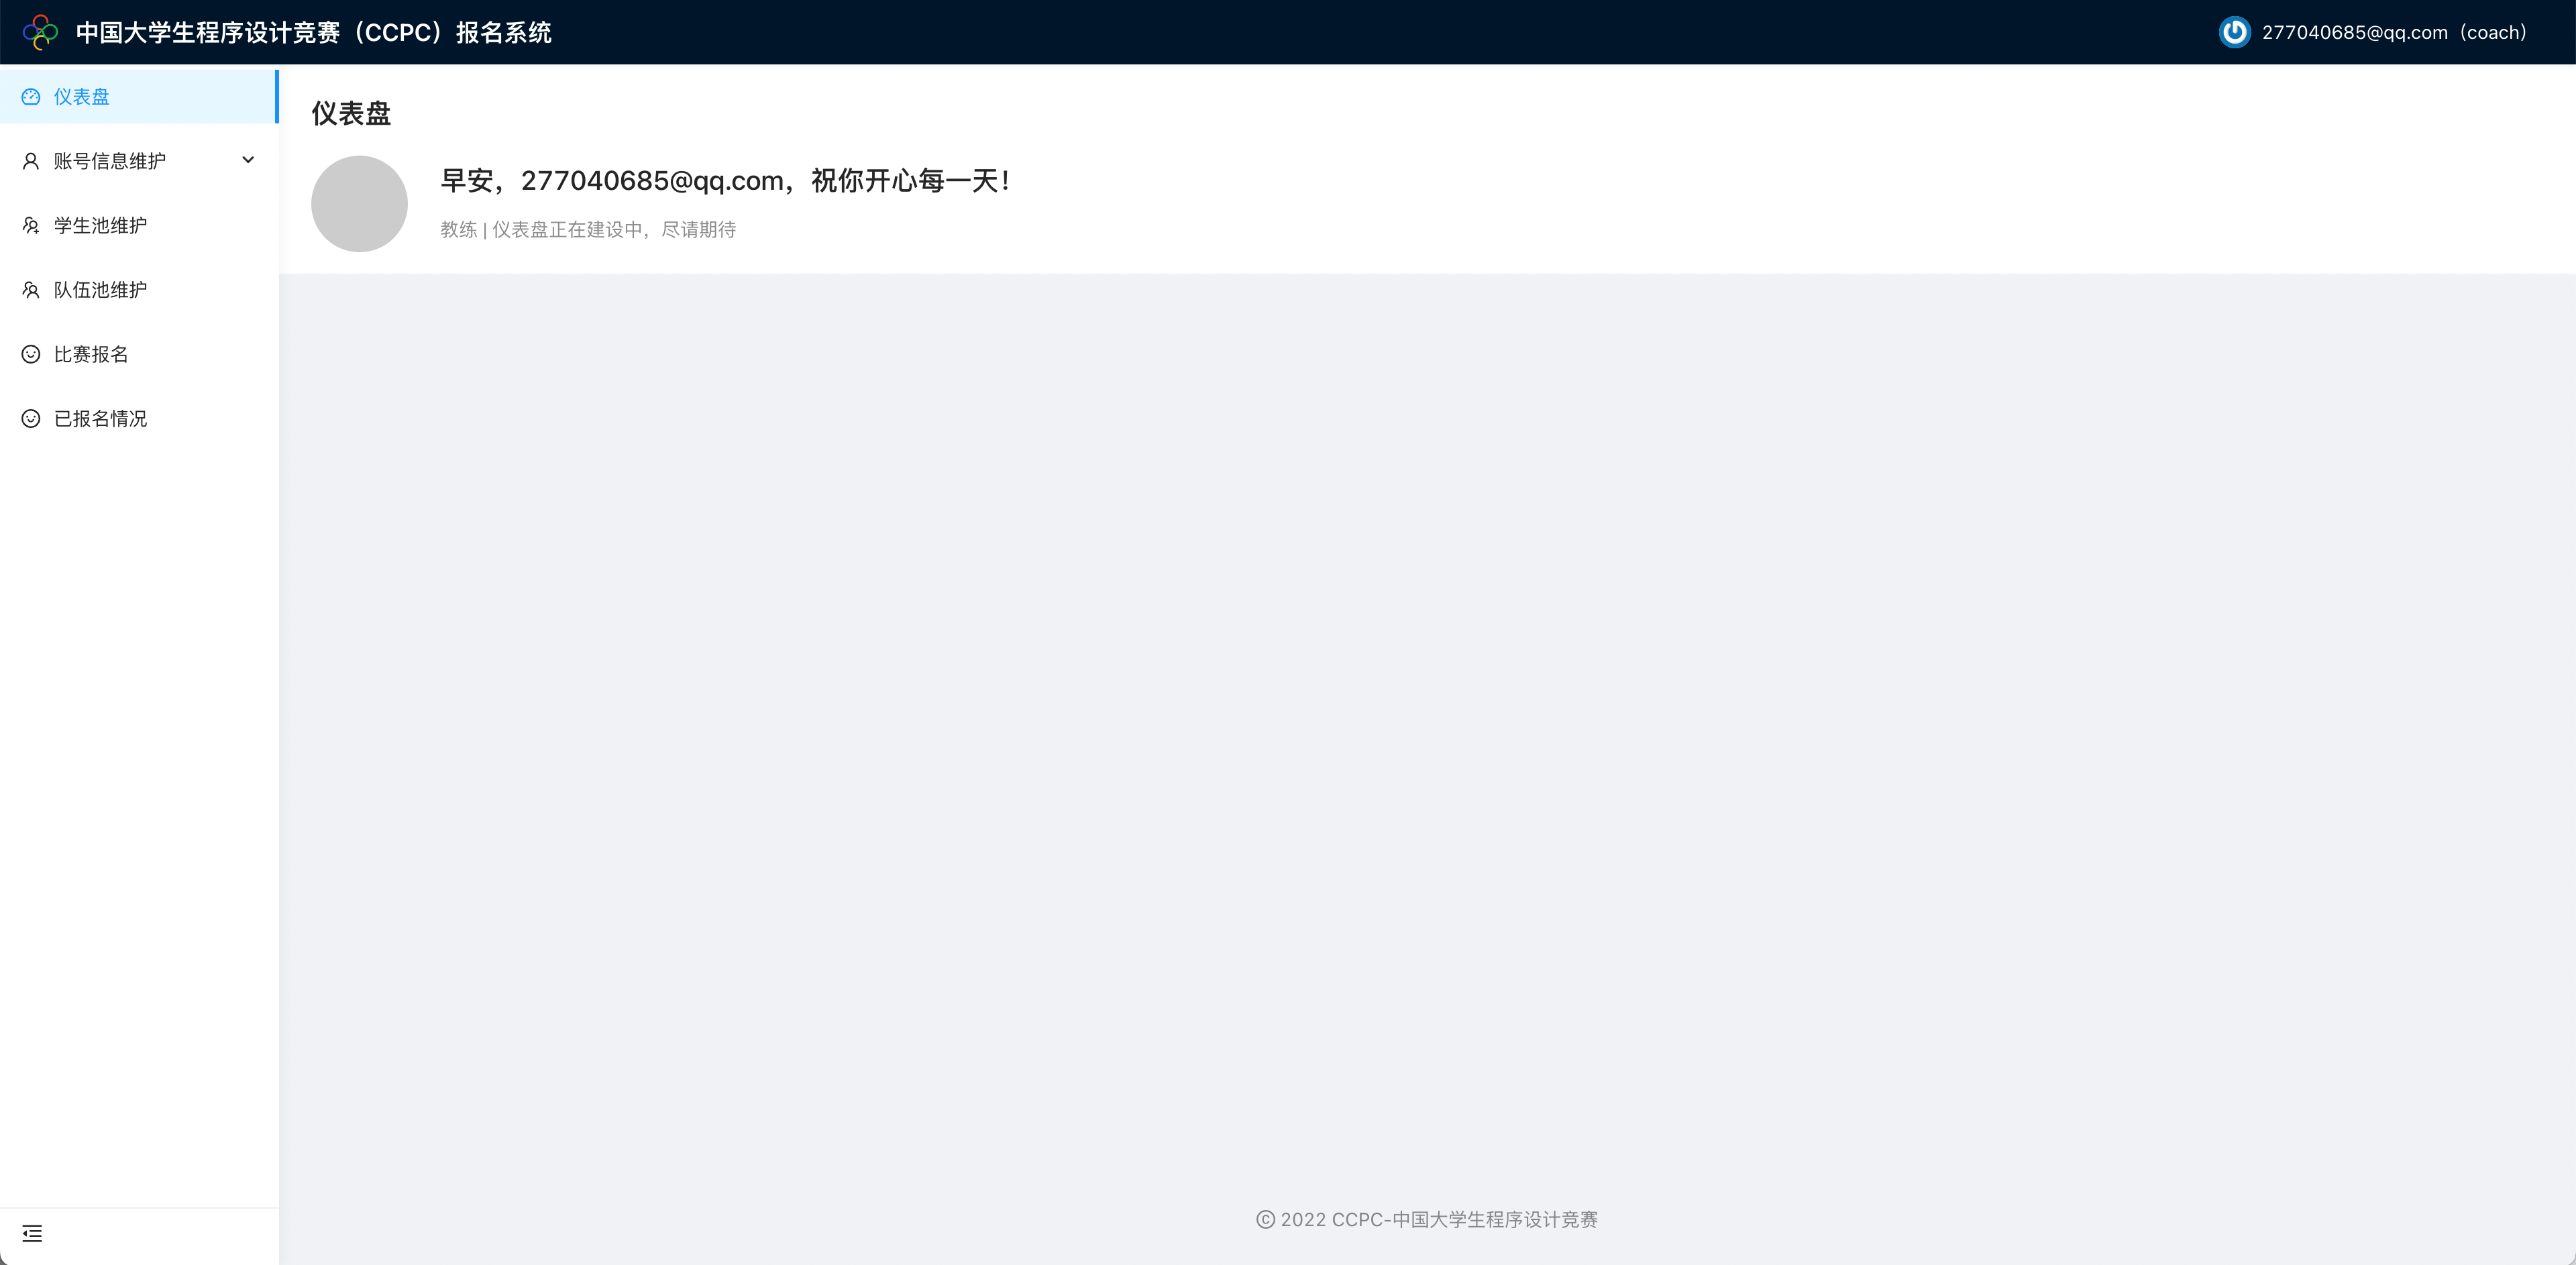 中国大学生程序设计竞赛（CCPC）报名系统
277040685@qq.com（coach）
仪表盘
账号信息维护
学生池维护
队伍池维护
比赛报名
已报名情况
仪表盘
早安，277040685@qq.com，祝你开心每一天！
教练 | 仪表盘正在建设中，尽请期待
© 2022 CCPC-中国大学生程序设计竞赛